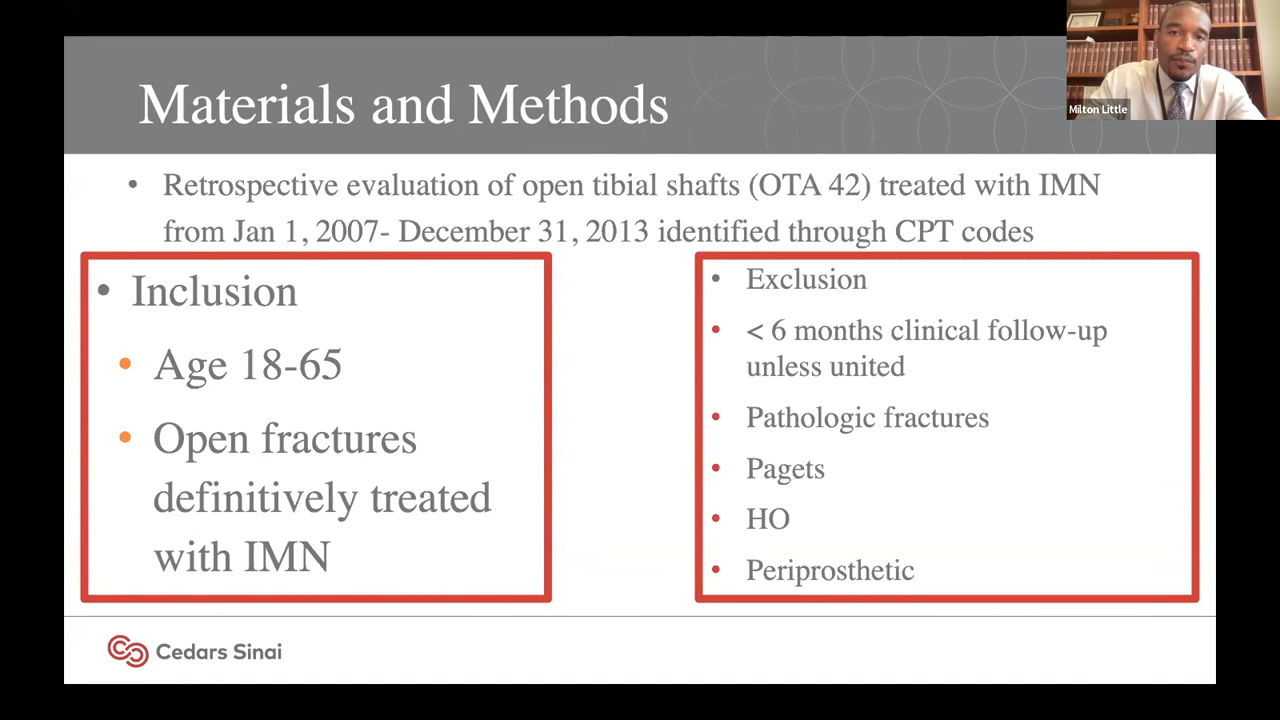 Materials and Methods
Milton Little
• Retrospective evaluation of open tibial shafts (OTA 42) treated with IMN
from Jan 1, 2007- December 31, 2013 identified through CPT codes
• Inclusion
• Age 18-65
• Open fractures
definitively treated
with IMN
• Exclusion
• < 6 months clinical follow-up
unless united
• Pathologic fractures
• Pagets
• HO
• Periprosthetic
Cedars Sinai